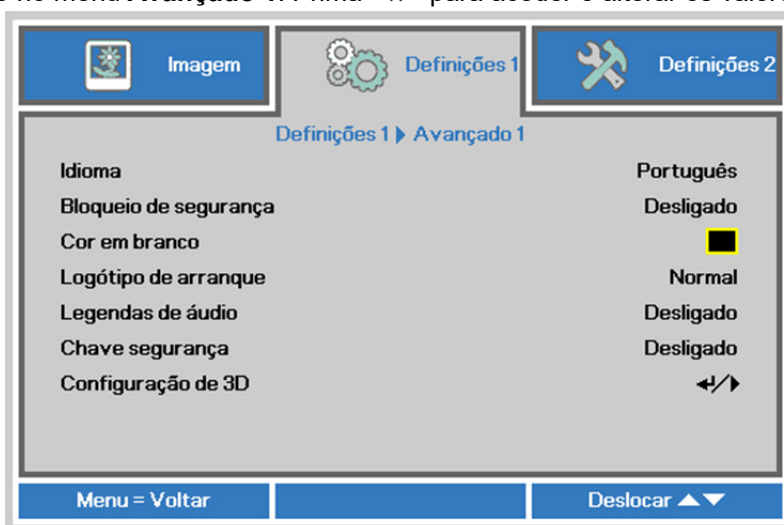 Imagem Definições 1 Definições 2
Definições 1 Avançado 1
Idioma Português
Bloqueio de segurança Desligado
Cor em branco
Logótipo de arranque Normal
Legendas de áudio Desligado
Chave segurança Desligado
Configuração de 3D ↵/▶
Menu = Voltar Deslocar ▲▼